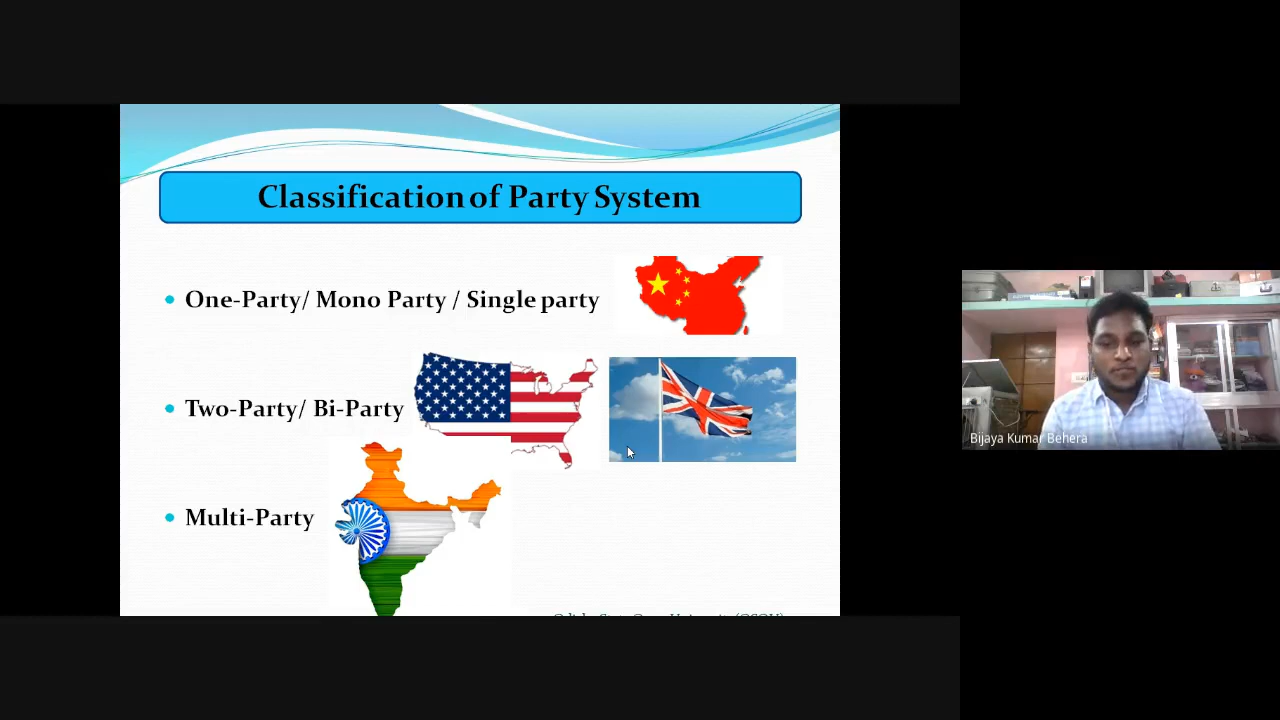 Classification of Party System
One-Party/ Mono Party / Single party
Two-Party/ Bi-Party
Multi-Party
Bijaya Kumar Behera